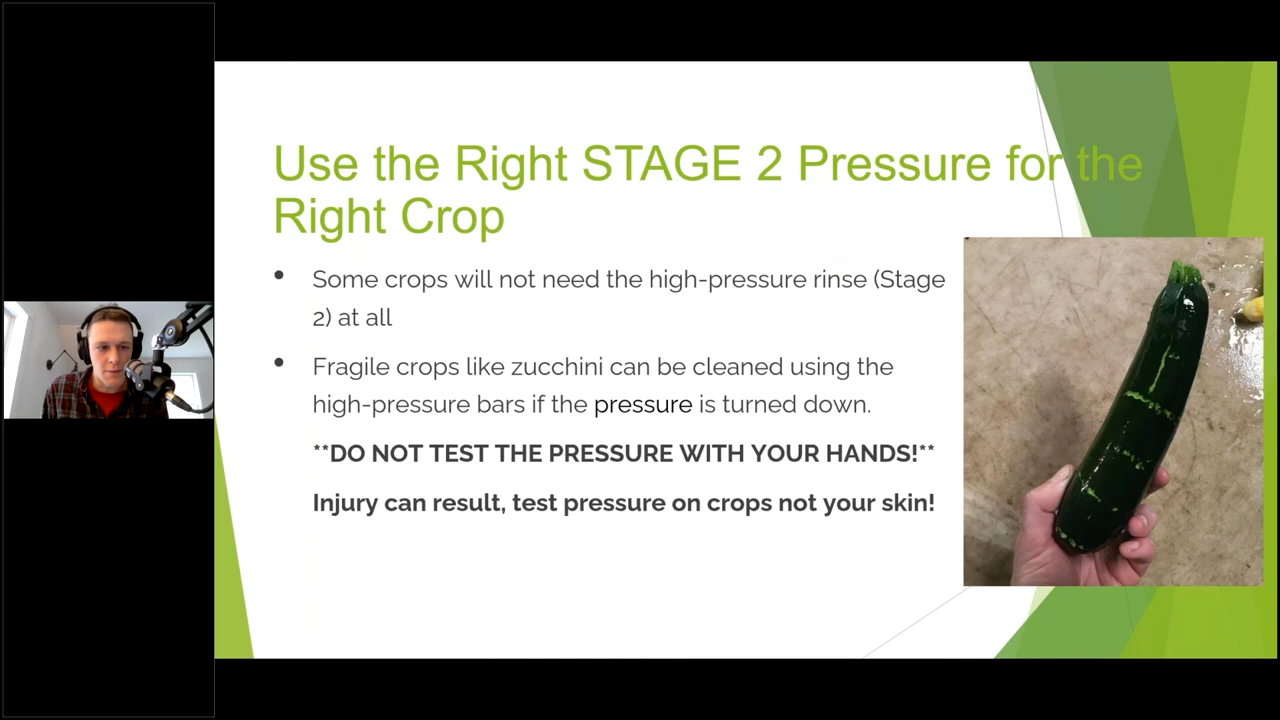 Use the Right STAGE 2 Pressure for the
Right Crop
• Some crops will not need the high-pressure rinse (Stage
2) at all
• Fragile crops like zucchini can be cleaned using the
high-pressure bars if the pressure is turned down.
**DO NOT TEST THE PRESSURE WITH YOUR HANDS!**
Injury can result, test pressure on crops not your skin!